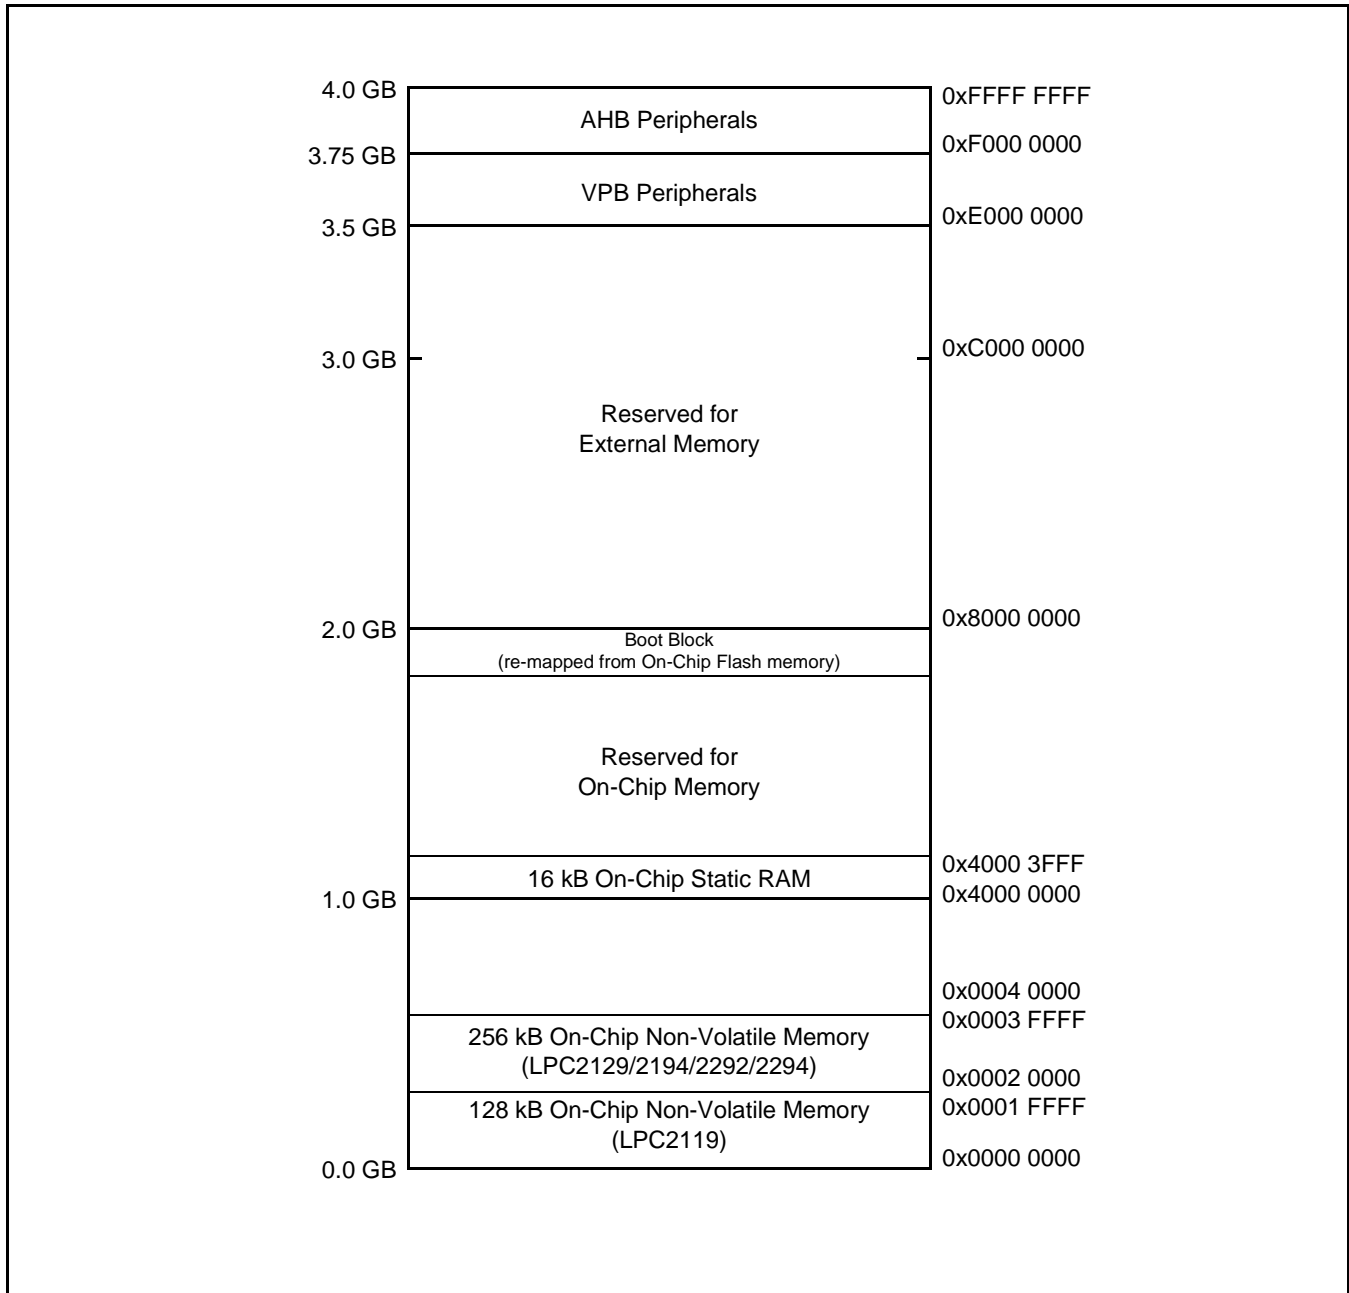 4.0 GB
0xFFFF FFFF
AHB Peripherals
0xF000 0000
3.75 GB
VPB Peripherals
0xE000 0000
3.5 GB
0xC000 0000
3.0 GB
Reserved for
External Memory
0x8000 0000
2.0 GB
Boot Block
(re-mapped from On-Chip Flash memory)
Reserved for
On-Chip Memory
0x4000 3FFF
16 kB On-Chip Static RAM
0x4000 0000
1.0 GB
0x0004 0000
0x0003 FFFF
256 kB On-Chip Non-Volatile Memory
(LPC2129/2194/2292/2294)
0x0002 0000
0x0001 FFFF
128 kB On-Chip Non-Volatile Memory
(LPC2119)
0x0000 0000
0.0 GB